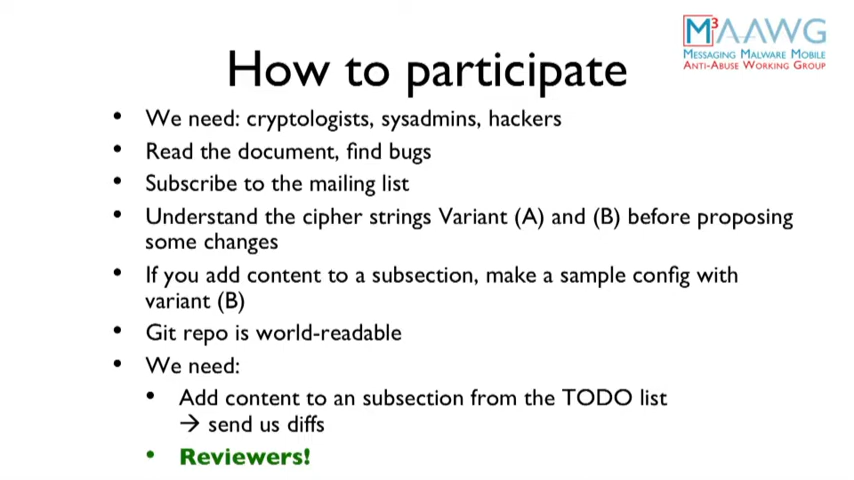 M³AAWG
MESSAGING MALWARE MOBILE
ANTI-ABUSE WORKING GROUP
How to participate
• We need: cryptologists, sysadmins, hackers
• Read the document, find bugs
• Subscribe to the mailing list
• Understand the cipher strings Variant (A) and (B) before proposing
some changes
• If you add content to a subsection, make a sample config with
variant (B)
• Git repo is world-readable
• We need:
• Add content to an subsection from the TODO list
→ send us diffs
• Reviewers!